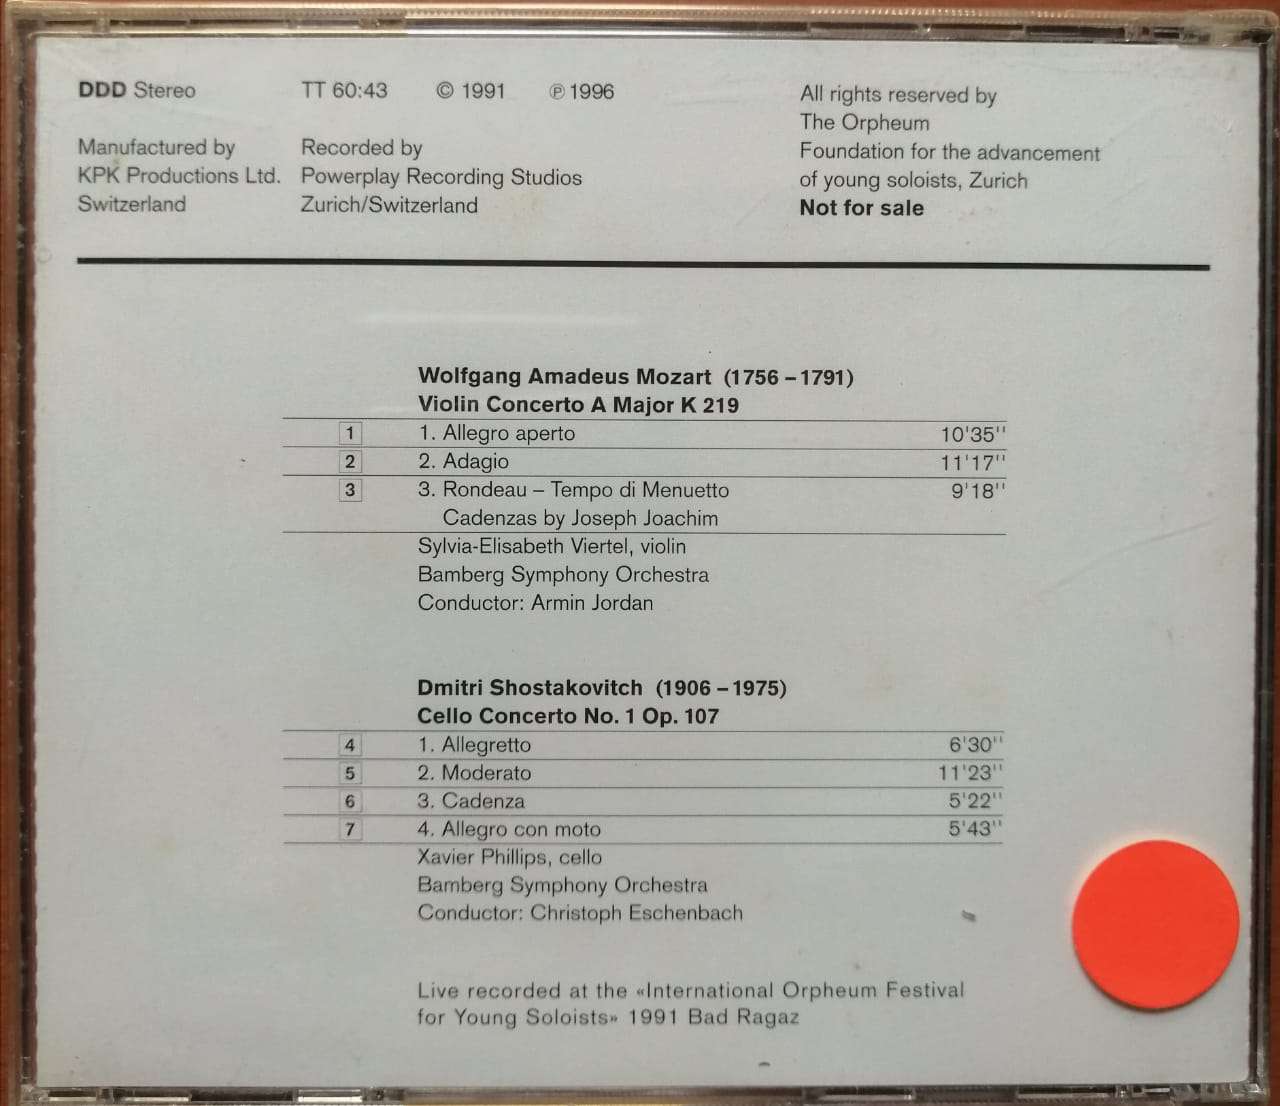 DDD Stereo TT 60:43 © 1991 ℗ 1996
Manufactured by
KPK Productions Ltd.
Switzerland
Recorded by
Powerplay Recording Studios
Zurich/Switzerland
All rights reserved by
The Orpheum
Foundation for the advancement
of young soloists, Zurich
Not for sale
Wolfgang Amadeus Mozart (1756 – 1791)
Violin Concerto A Major K 219
1 1. Allegro aperto 10'35''
2 2. Adagio 11'17''
3 3. Rondeau – Tempo di Menuetto 9'18''
Cadenzas by Joseph Joachim
Sylvia-Elisabeth Viertel, violin
Bamberg Symphony Orchestra
Conductor: Armin Jordan
Dmitri Shostakovitch (1906 – 1975)
Cello Concerto No. 1 Op. 107
4 1. Allegretto 6'30''
5 2. Moderato 11'23''
6 3. Cadenza 5'22''
7 4. Allegro con moto 5'43''
Xavier Phillips, cello
Bamberg Symphony Orchestra
Conductor: Christoph Eschenbach
Live recorded at the «International Orpheum Festival
for Young Soloists» 1991 Bad Ragaz